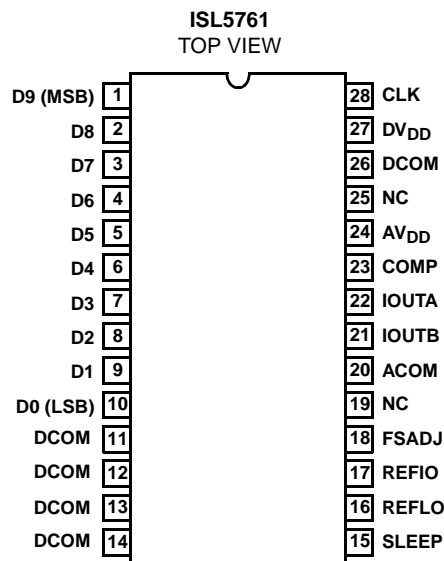 ISL5761
TOP VIEW
D9 (MSB) 1 28 CLK
D8 2 27 DVDD
D7 3 26 DCOM
D6 4 25 NC
D5 5 24 AVDD
D4 6 23 COMP
D3 7 22 IOUTA
D2 8 21 IOUTB
D1 9 20 ACOM
D0 (LSB) 10 19 NC
DCOM 11 18 FSADJ
DCOM 12 17 REFIO
DCOM 13 16 REFLO
DCOM 14 15 SLEEP